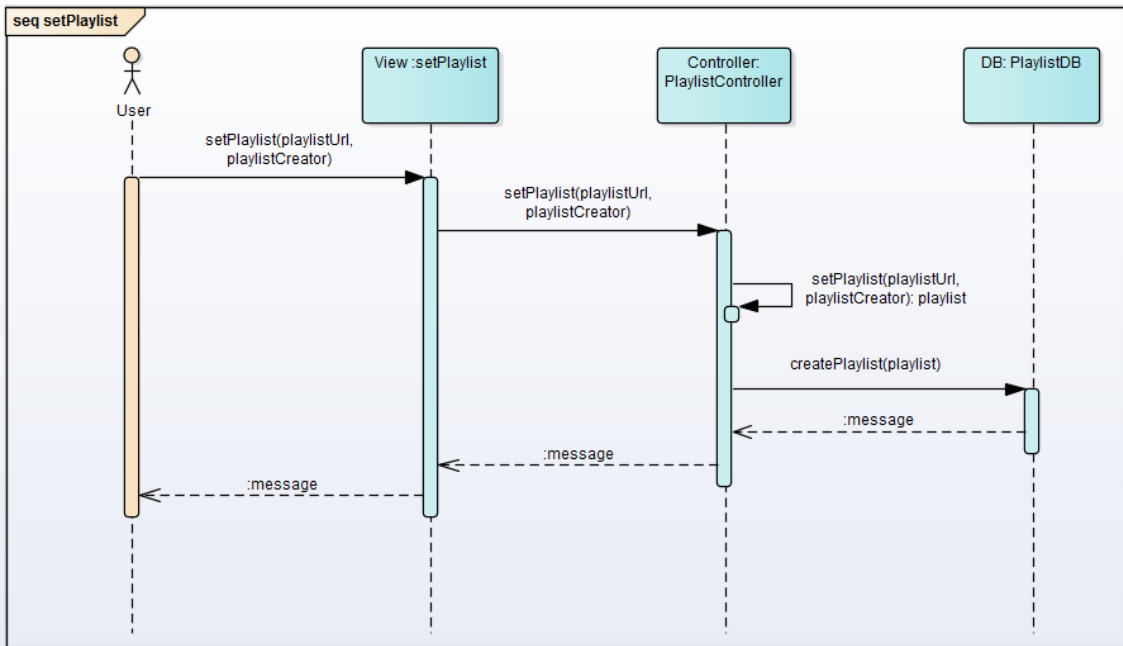 seq setPlaylist
User
View :setPlaylist
Controller:
PlaylistController
DB: PlaylistDB
setPlaylist(playlistUrl,
playlistCreator)
setPlaylist(playlistUrl,
playlistCreator)
setPlaylist(playlistUrl,
playlistCreator): playlist
createPlaylist(playlist)
:message
:message
:message